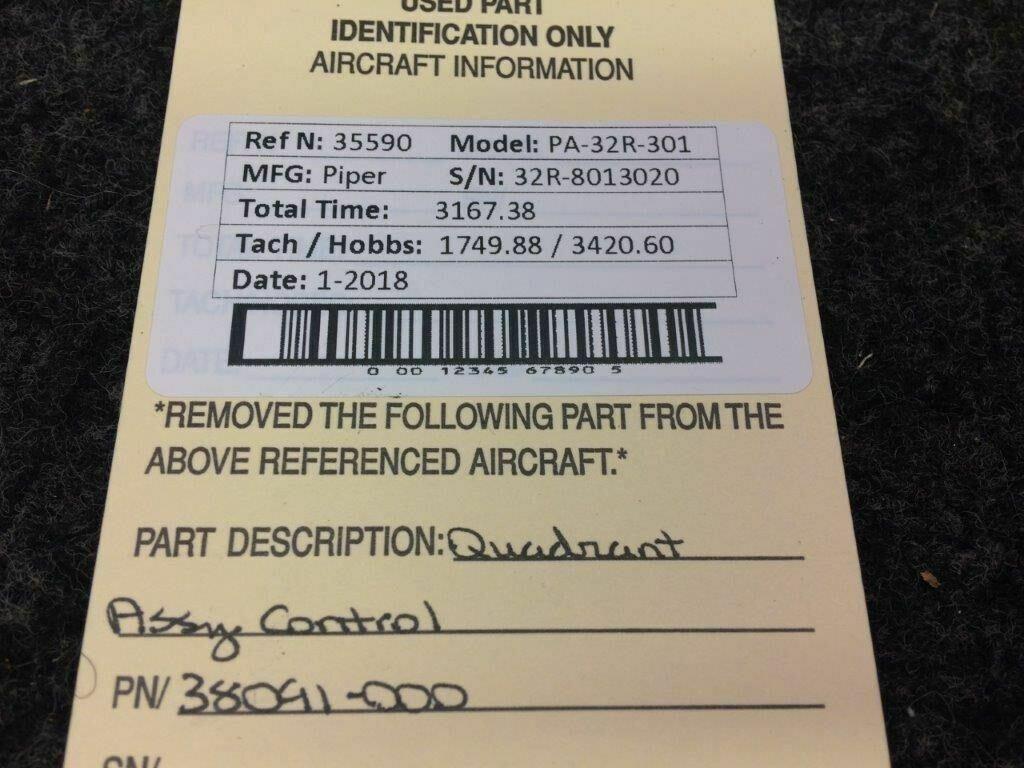 USED PART
IDENTIFICATION ONLY
AIRCRAFT INFORMATION
Ref N: 35590 Model: PA-32R-301
MFG: Piper S/N: 32R-8013020
Total Time: 3167.38
Tach / Hobbs: 1749.88 / 3420.60
Date: 1-2018
0 00 12345 67890 5
*REMOVED THE FOLLOWING PART FROM THE
ABOVE REFERENCED AIRCRAFT.*
PART DESCRIPTION: Quadrant
Assy Control
PN/ 38091-000
SN/